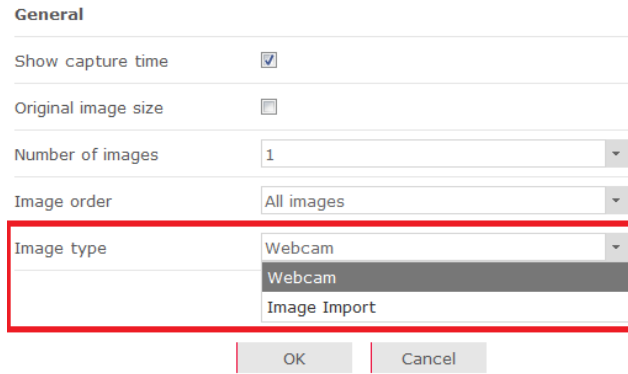 General
Show capture time
Original image size
Number of images 1
Image order All images
Image type Webcam
Webcam
Image Import
OK Cancel